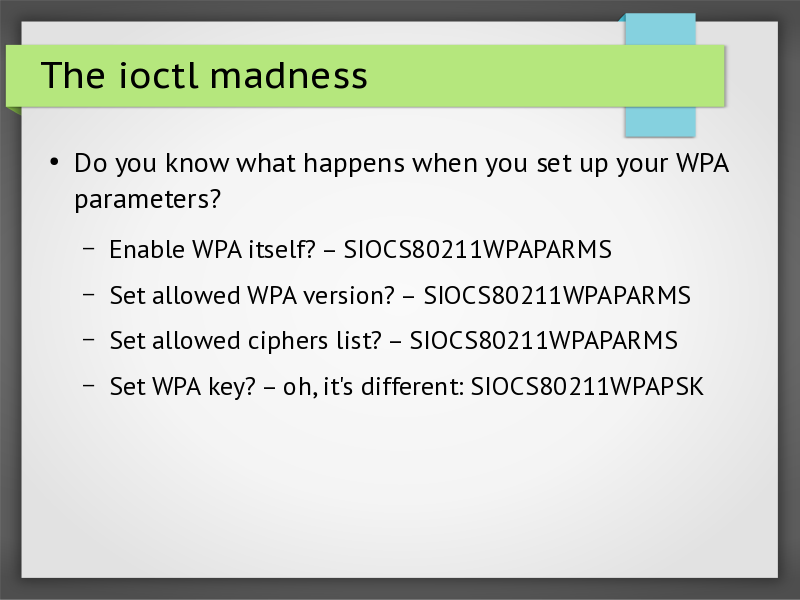 The ioctl madness
• Do you know what happens when you set up your WPA
parameters?
– Enable WPA itself? – SIOCS80211WPAPARMS
– Set allowed WPA version? – SIOCS80211WPAPARMS
– Set allowed ciphers list? – SIOCS80211WPAPARMS
– Set WPA key? – oh, it's different: SIOCS80211WPAPSK